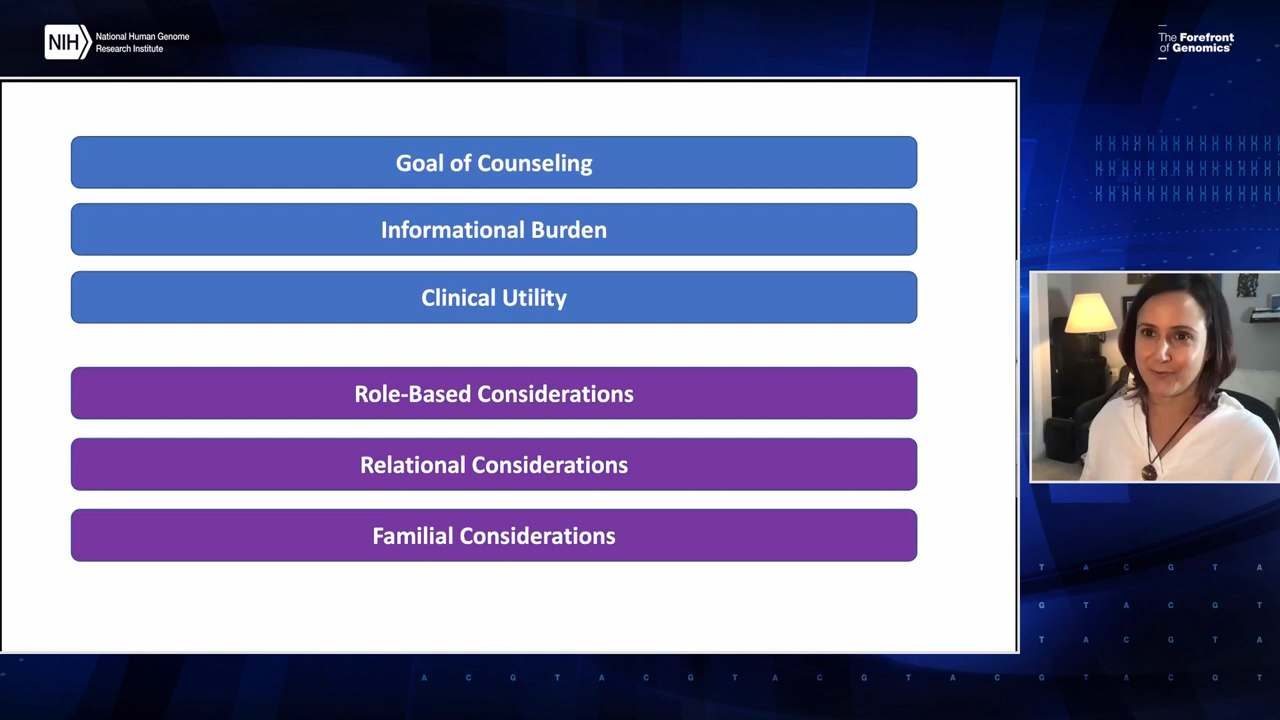 NIH
National Human Genome
Research Institute
The Forefront
of Genomics®
Goal of Counseling
Informational Burden
Clinical Utility
Role-Based Considerations
Relational Considerations
Familial Considerations
T A C G T A
G T A C G T
T A C G T A
A C G T A C G T A C G T A C G T A C G T